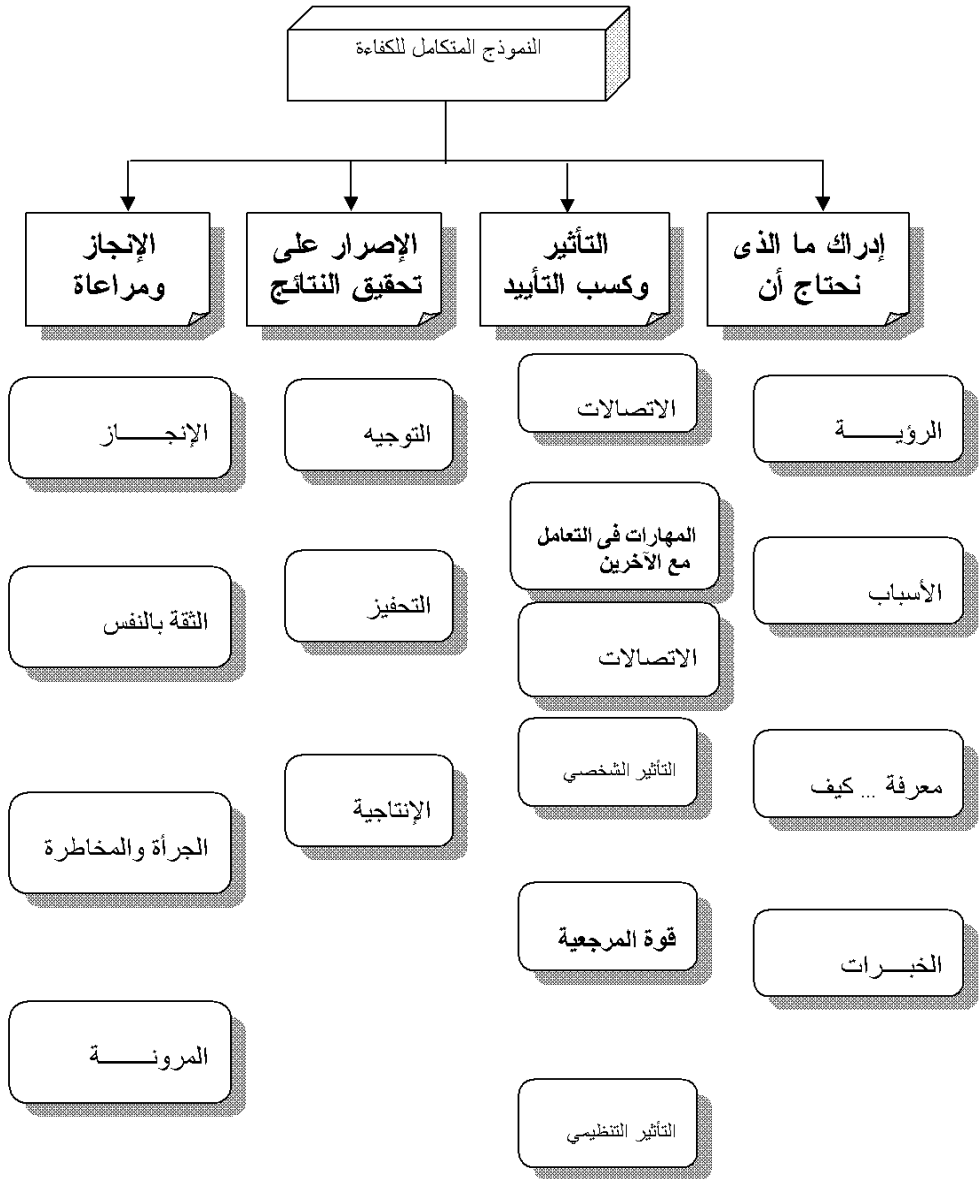 النموذج المتكامل للكفاءة
إدراك ما الذى
نحتاج أن
التأثير
وكسب التأييد
الإصرار على
تحقيق النتائج
الإنجاز
ومراعاة
الرؤيـــــة
الأسباب
معرفة ... كيف
الخبـــرات
الاتصالات
المهارات فى التعامل
مع الآخرين
الاتصالات
التأثير الشخصي
قوة المرجعية
التأثير التنظيمي
التوجيه
التحفيز
الإنتاجية
الإنجـــــاز
الثقة بالنفس
الجرأة والمخاطرة
المرونـــــــة